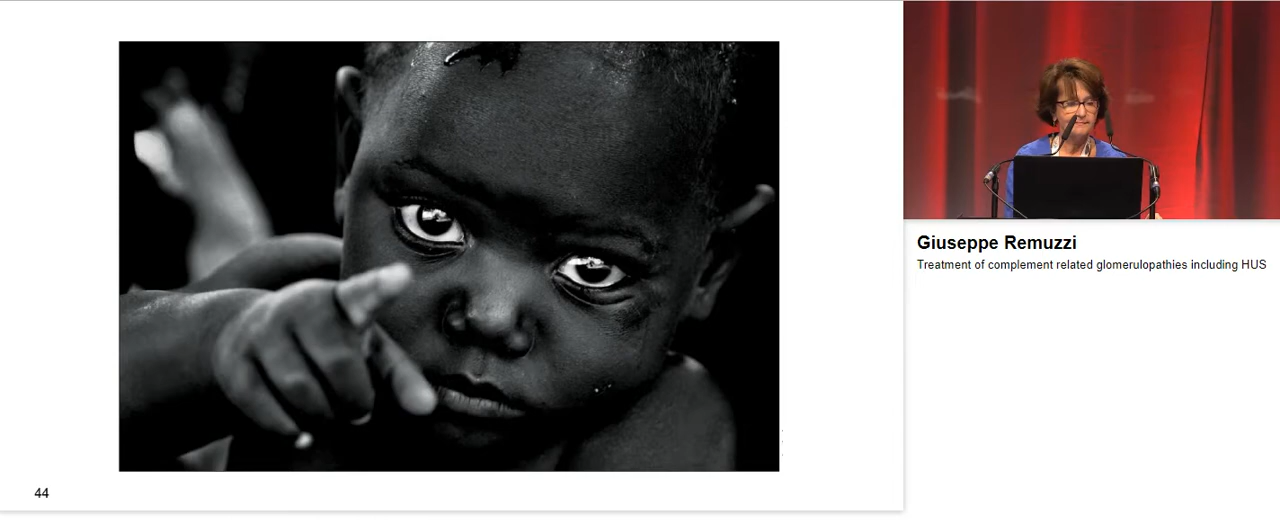 44
Giuseppe Remuzzi
Treatment of complement related glomerulopathies including HUS